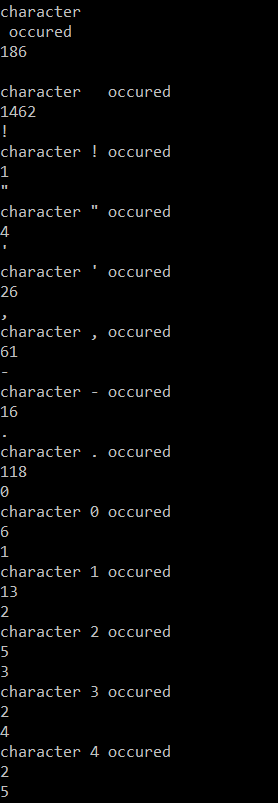 character
 occured
186

character   occured
1462
!
character ! occured
1
"
character " occured
4
'
character ' occured
26
,
character , occured
61
-
character - occured
16
.
character . occured
118
0
character 0 occured
6
1
character 1 occured
13
2
character 2 occured
5
3
character 3 occured
2
4
character 4 occured
2
5